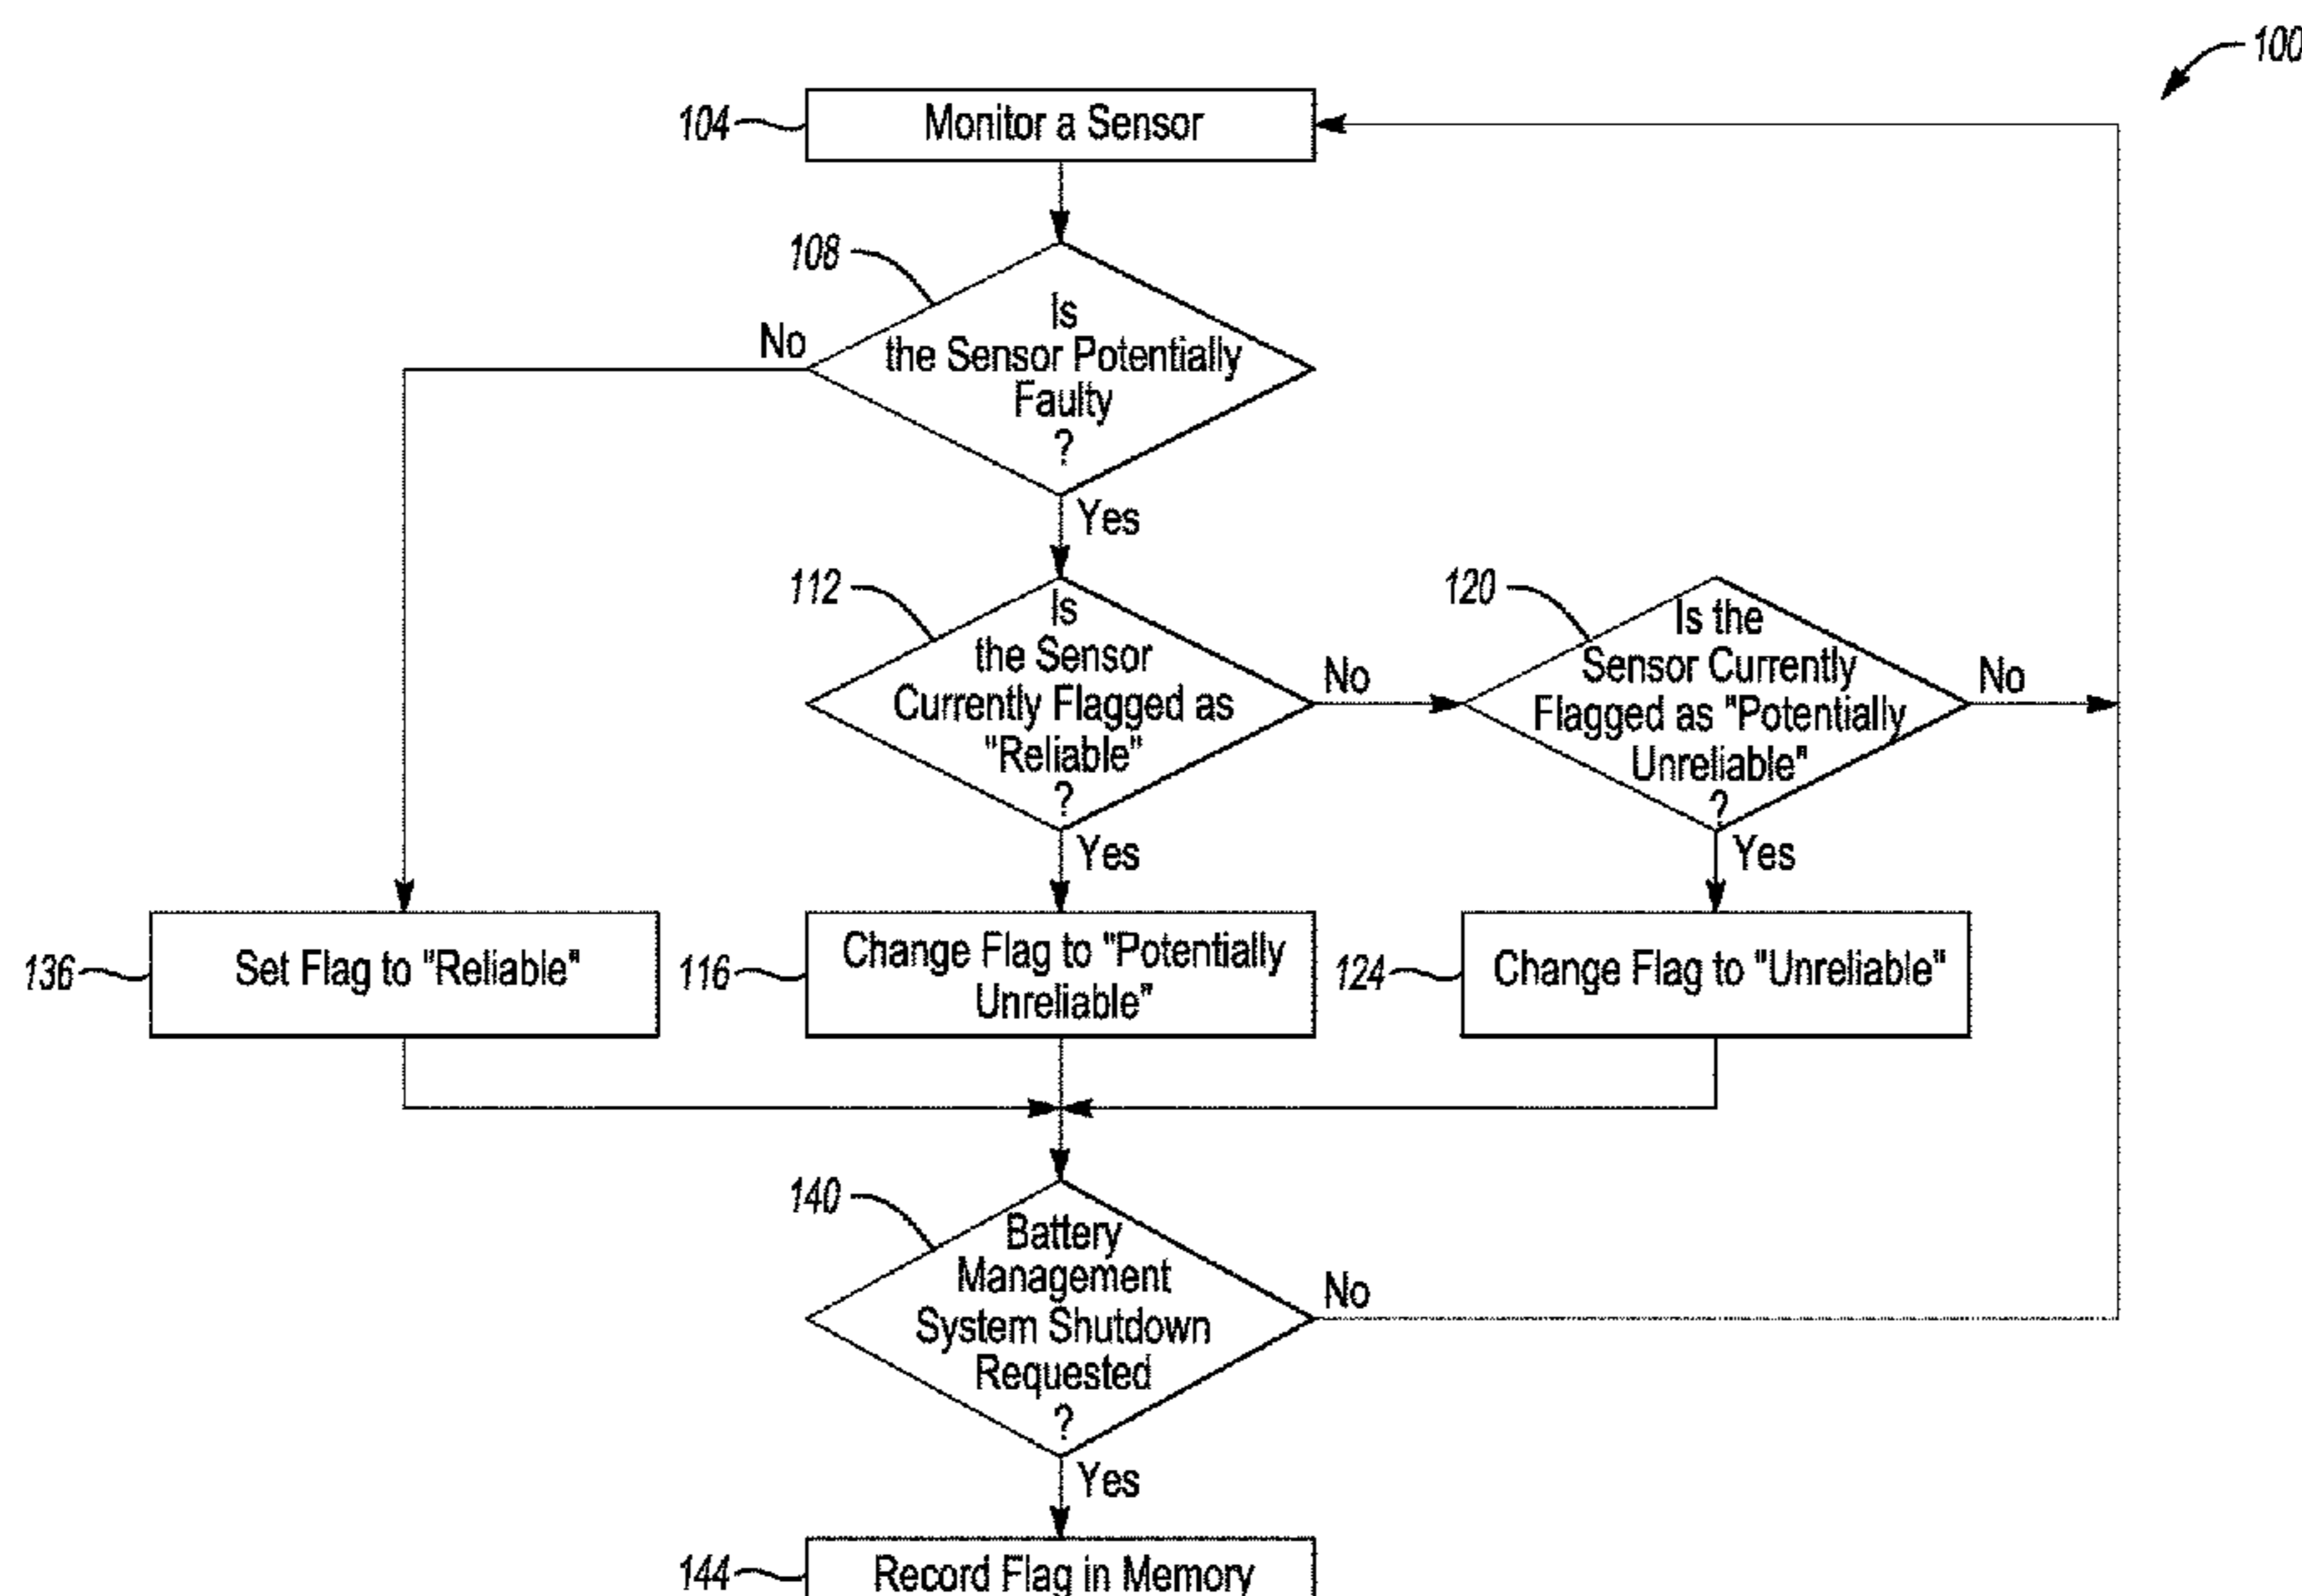 100
104
Monitor a Sensor
108
Is
the Sensor Potentially
Faulty
?
No
Yes
112
Is
the Sensor
Currently Flagged as
"Reliable"
?
No
Yes
120
Is the
Sensor Currently
Flagged as "Potentially
Unreliable"
?
No
Yes
136
Set Flag to "Reliable"
116
Change Flag to "Potentially
Unreliable"
124
Change Flag to "Unreliable"
140
Battery
Management
System Shutdown
Requested
?
No
Yes
144
Record Flag in Memory